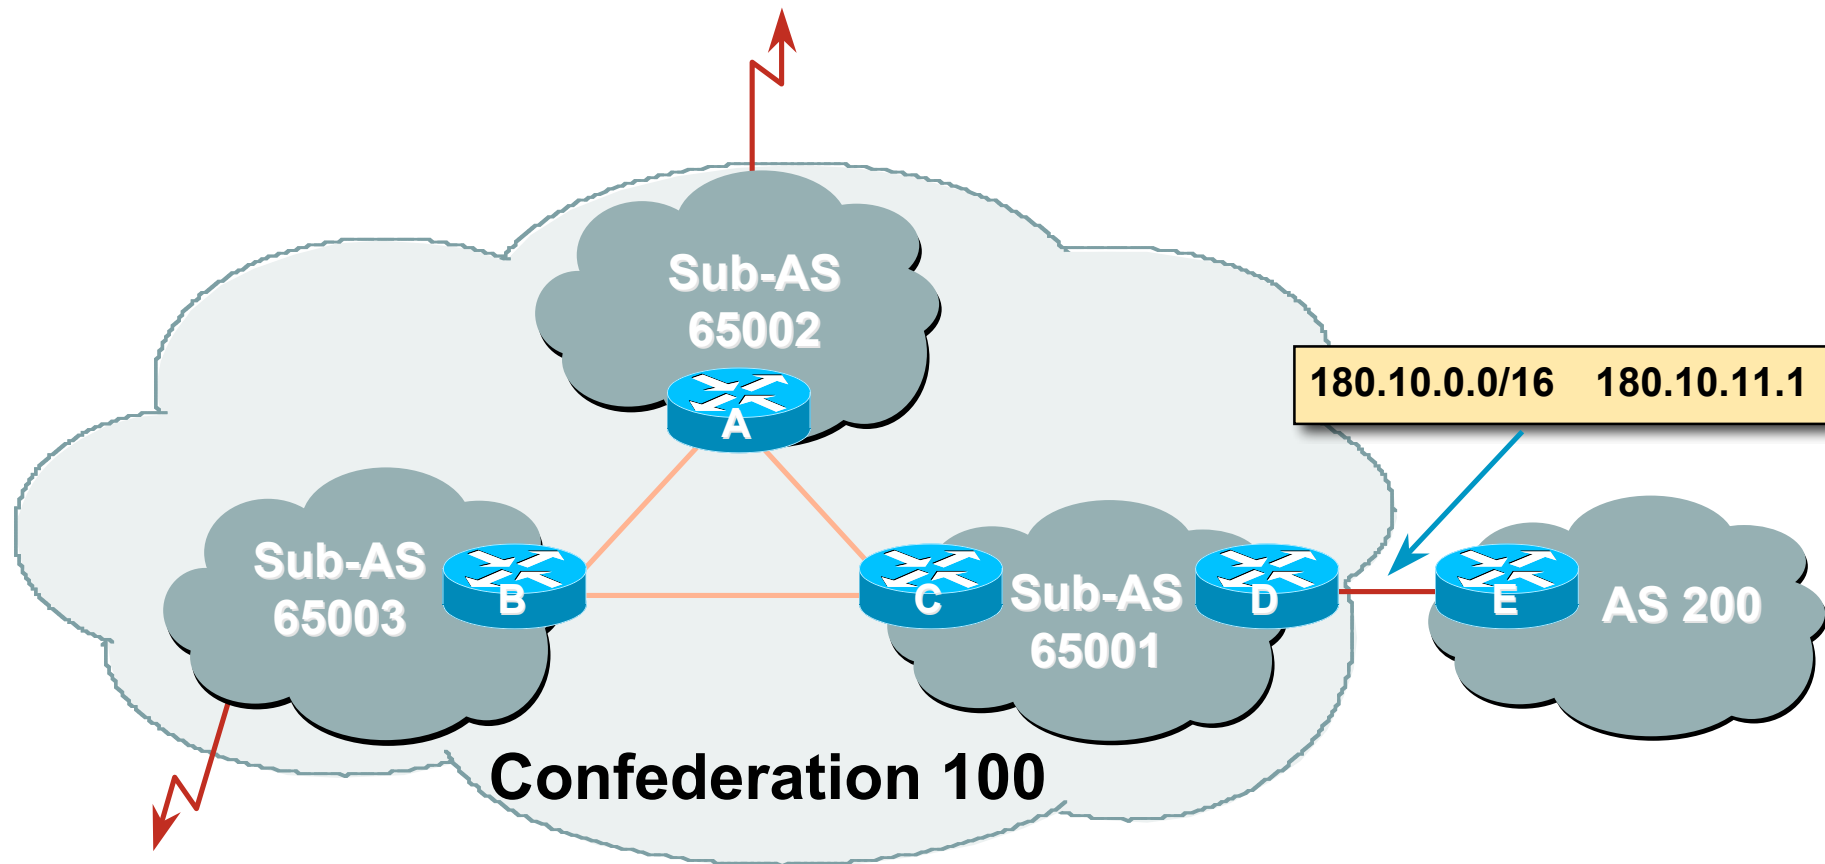 Sub-AS
65002
180.10.0.0/16 180.10.11.1
A
Sub-AS
65003
B
C
Sub-AS
65001
D
E
AS 200
Confederation 100